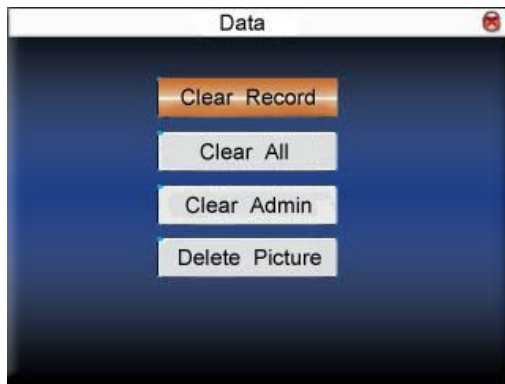 Data
Clear Record
Clear All
Clear Admin
Delete Picture